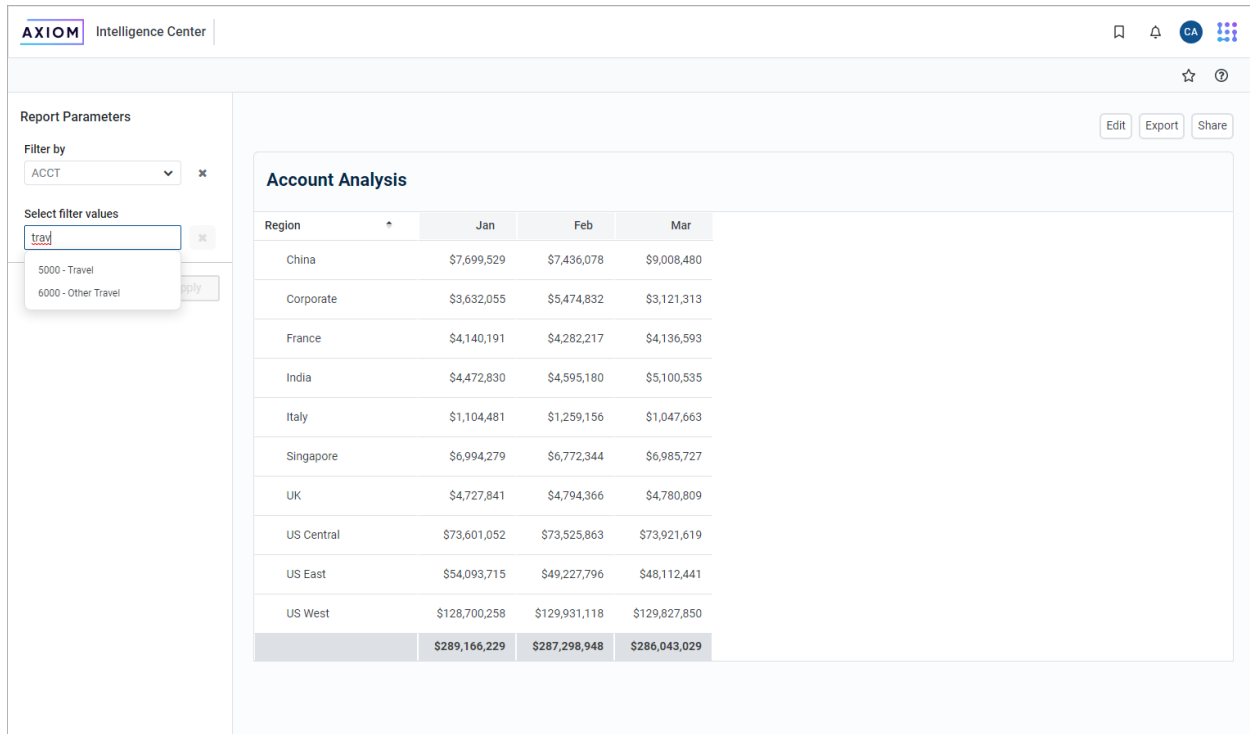 AXIOM Intelligence Center
CA
Report Parameters
Edit Export Share
Filter by
ACCT
Account Analysis
Select filter values
trav
Region Jan Feb Mar
5000 - Travel
6000 - Other Travel
China $7,699,529 $7,436,078 $9,008,480
Corporate $3,632,055 $5,474,832 $3,121,313
France $4,140,191 $4,282,217 $4,136,593
India $4,472,830 $4,595,180 $5,100,535
Italy $1,104,481 $1,259,156 $1,047,663
Singapore $6,994,279 $6,772,344 $6,985,727
UK $4,727,841 $4,794,366 $4,780,809
US Central $73,601,052 $73,525,863 $73,921,619
US East $54,093,715 $49,227,796 $48,112,441
US West $128,700,258 $129,931,118 $129,827,850
$289,166,229 $287,298,948 $286,043,029